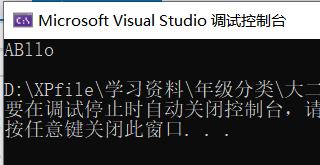 Microsoft Visual Studio 调试控制台
ABllo
D:\XPfile\学习资料\年级分类\大二
要在调试停止时自动关闭控制台，请
按任意键关闭此窗口. . .